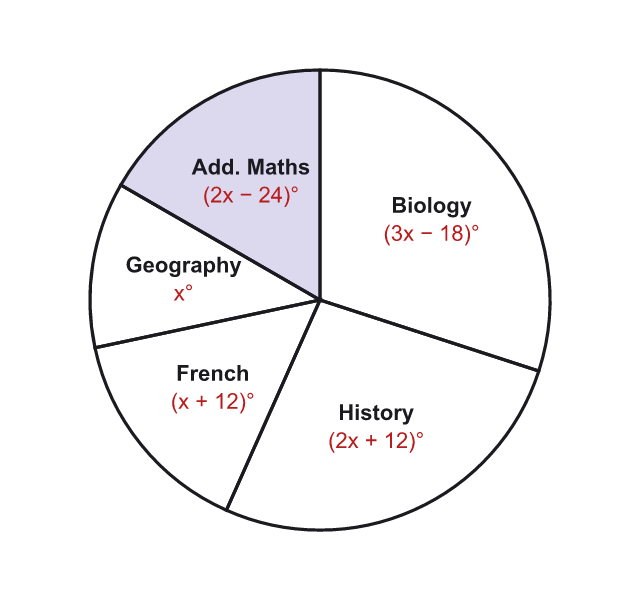 Add. Maths
(2x − 24)°
Biology
(3x − 18)°
Geography
x°
French
(x + 12)°
History
(2x + 12)°